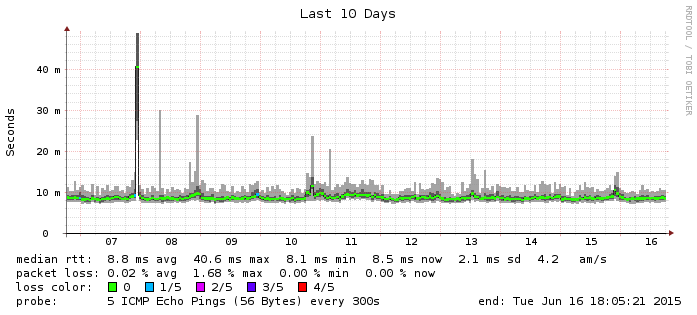 Last 10 Days
RRDTOOL / TOBI OETIKER
Seconds
40 m
30 m
20 m
10 m
0
07 08 09 10 11 12 13 14 15 16
median rtt: 8.8 ms avg 40.6 ms max 8.1 ms min 8.5 ms now 2.1 ms sd 4.2 am/s
packet loss: 0.02 % avg 1.68 % max 0.00 % min 0.00 % now
loss color: 0 1/5 2/5 3/5 4/5
probe: 5 ICMP Echo Pings (56 Bytes) every 300s end: Tue Jun 16 18:05:21 2015